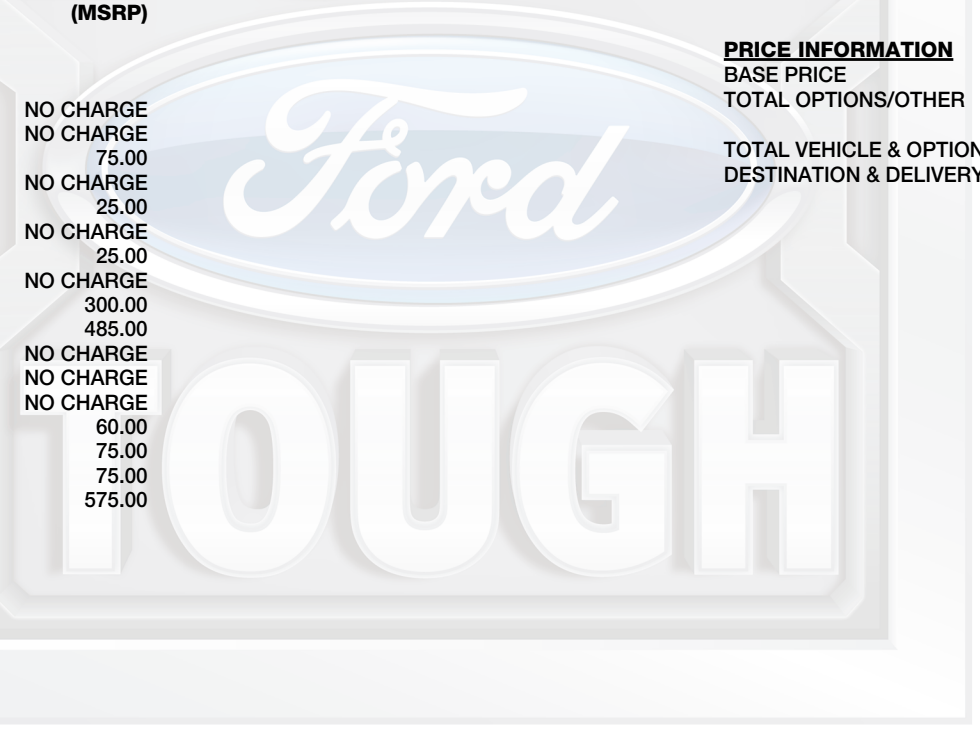 (MSRP)
NO CHARGE
NO CHARGE
75.00
NO CHARGE
25.00
NO CHARGE
25.00
NO CHARGE
300.00
485.00
NO CHARGE
NO CHARGE
NO CHARGE
60.00
75.00
75.00
575.00
PRICE INFORMATION
BASE PRICE
TOTAL OPTIONS/OTHER
TOTAL VEHICLE & OPTION
DESTINATION & DELIVERY
Ford
TOUGH